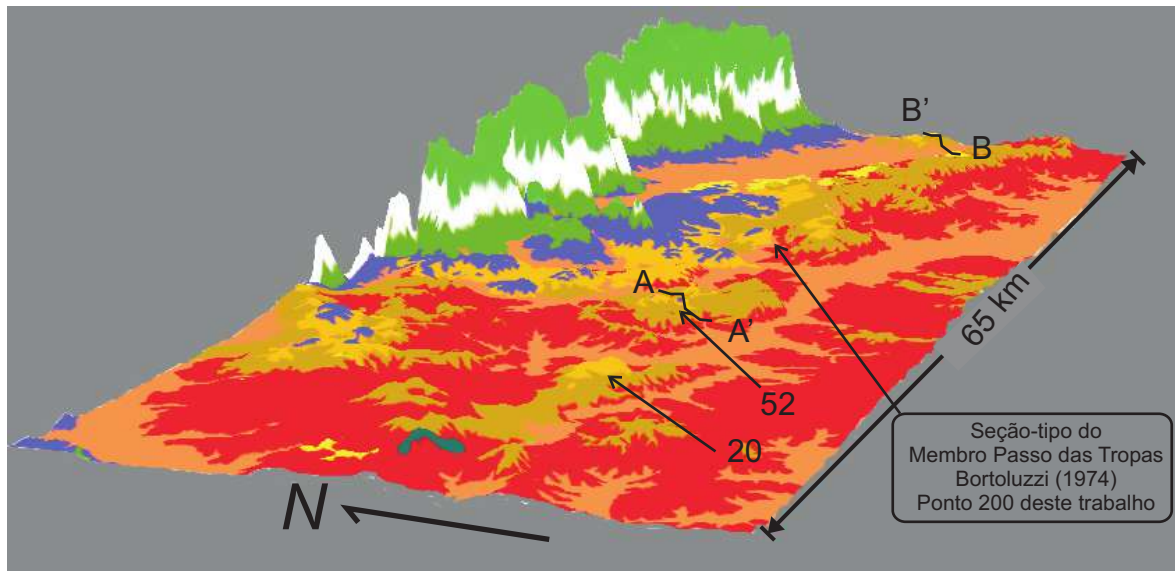 B'
B
A
A'
65 km
52
20
N
Seção-tipo do
Membro Passo das Tropas
Bortoluzzi (1974)
Ponto 200 deste trabalho